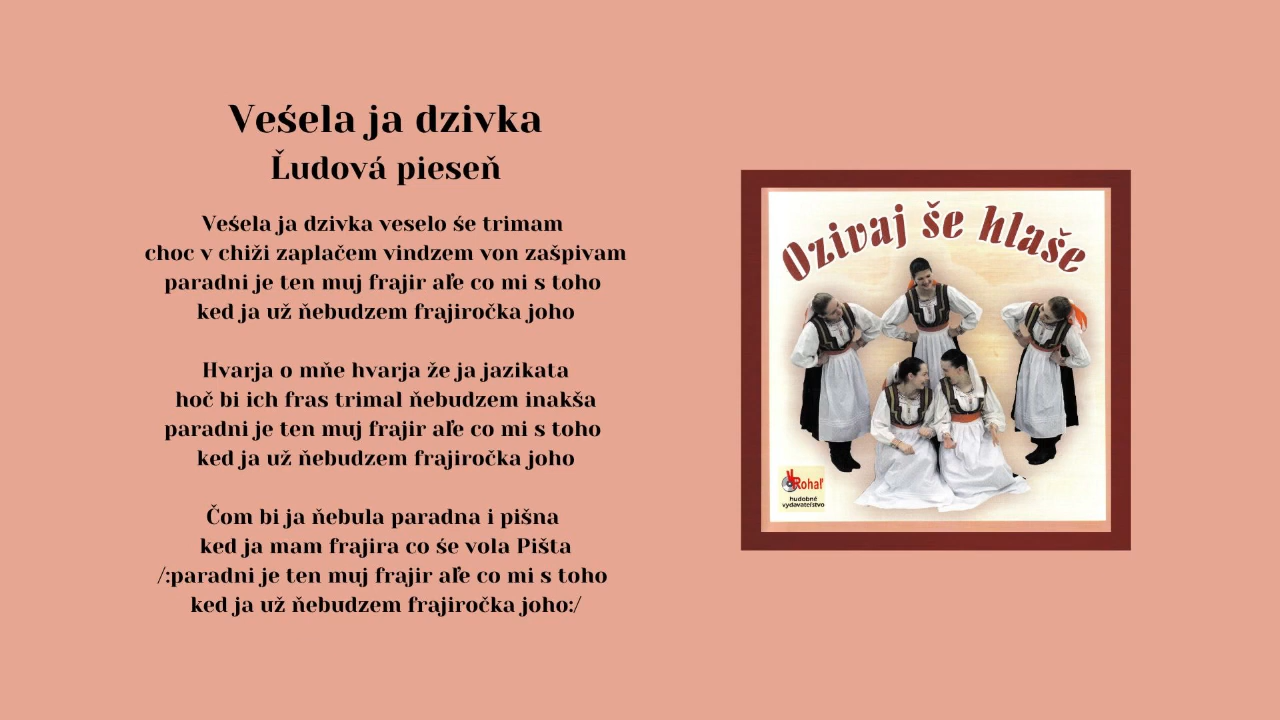 Veśela ja dzivka
Ľudová pieseň
Veśela ja dzivka veselo śe trimam
choc v chiži zaplačem vindzem von zašpivam
paradni je ten muj frajir aľe co mi s toho
ked ja už ňebudzem frajiročka joho
Hvarja o mňe hvarja že ja jazikata
hoč bi ich fras trimal ňebudzem inakša
paradni je ten muj frajir aľe co mi s toho
ked ja už ňebudzem frajiročka joho
Čom bi ja ňebula paradna i pišna
ked ja mam frajira co śe vola Pišta
/:paradni je ten muj frajir aľe co mi s toho
ked ja už ňebudzem frajiročka joho:/
Ozivaj še hlaše
Rohaľ
hudobné
vydavateľstvo